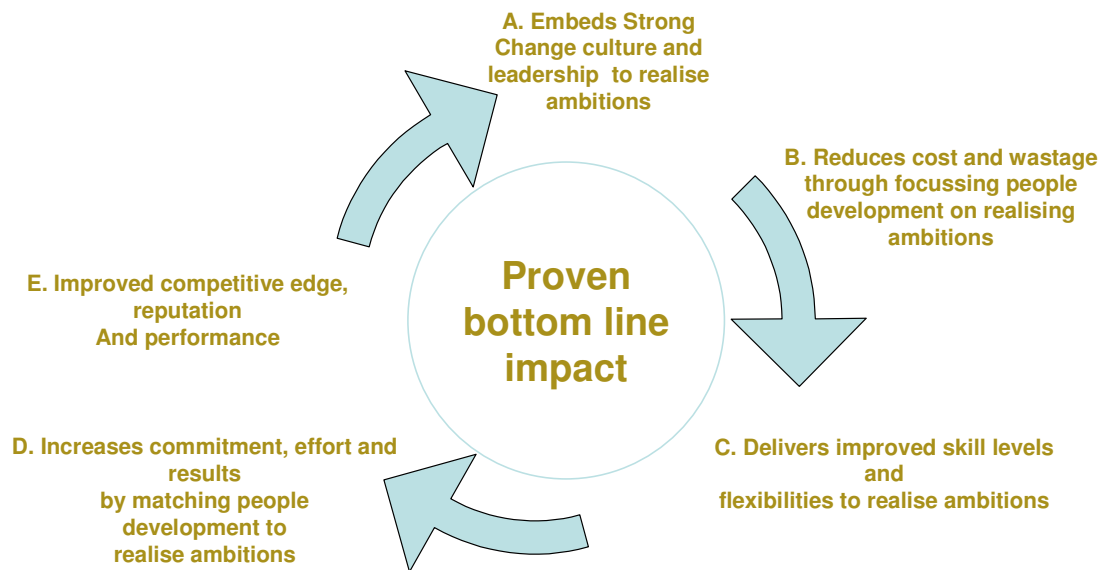 A. Embeds Strong
Change culture and
leadership to realise
ambitions
B. Reduces cost and wastage
through focussing people
development on realising
ambitions
Proven
bottom line
impact
E. Improved competitive edge,
reputation
And performance
D. Increases commitment, effort and
results
by matching people
development to
realise ambitions
C. Delivers improved skill levels
and
flexibilities to realise ambitions